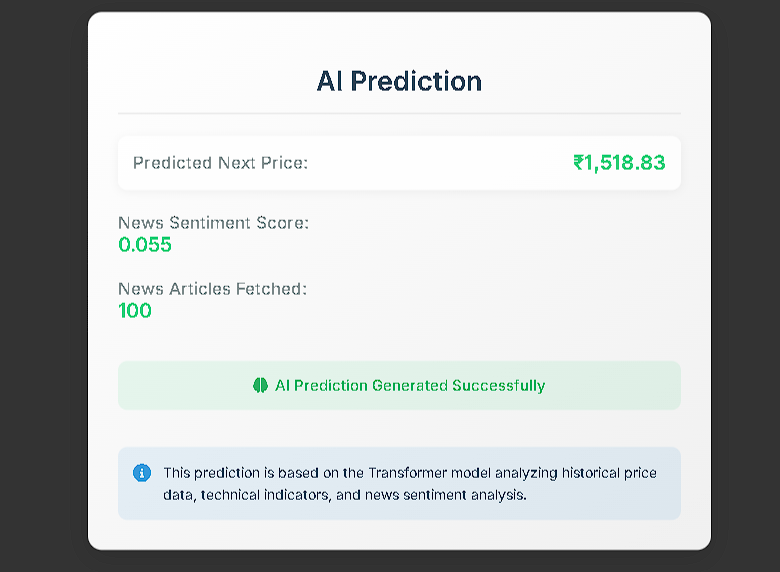 AI Prediction
Predicted Next Price: ₹1,518.83
News Sentiment Score:
0.055
News Articles Fetched:
100
AI Prediction Generated Successfully
This prediction is based on the Transformer model analyzing historical price
data, technical indicators, and news sentiment analysis.